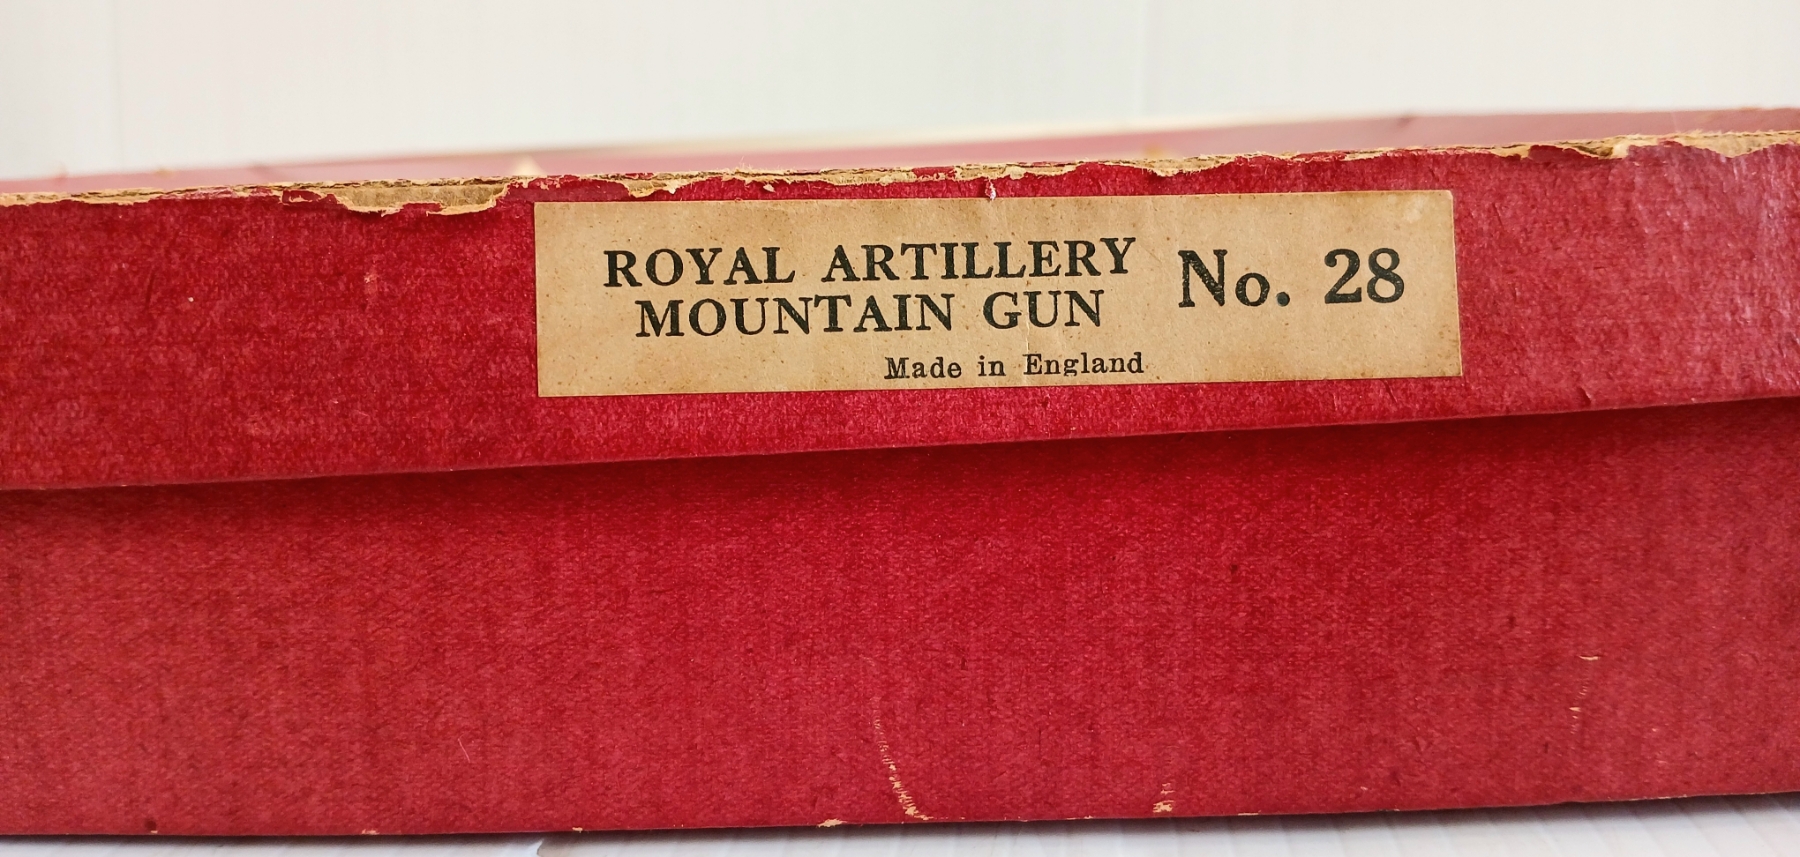 ROYAL ARTILLERY
MOUNTAIN GUN
No. 28
Made in England